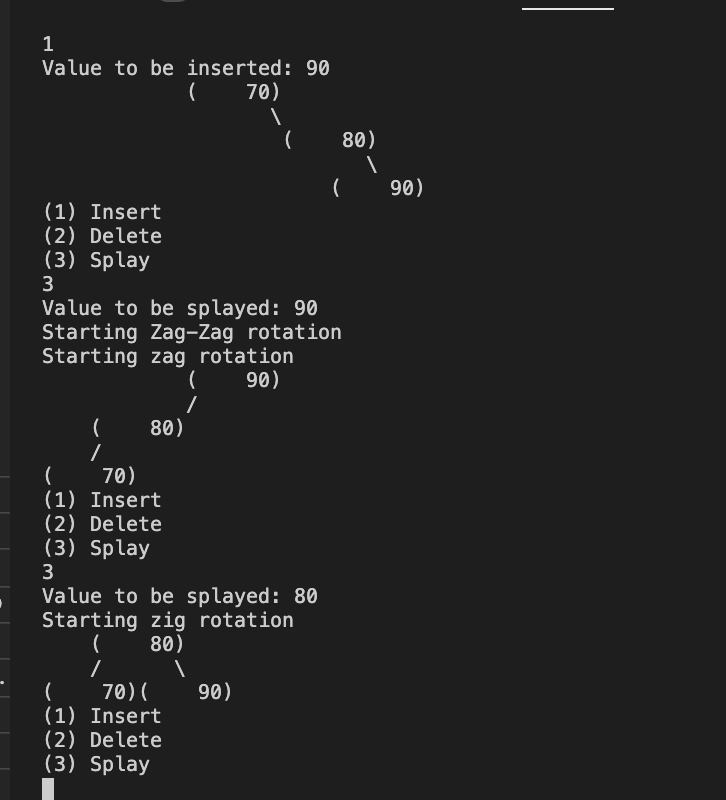 1
Value to be inserted: 90
(    70)
\
(    80)
\
(    90)
(1) Insert
(2) Delete
(3) Splay
3
Value to be splayed: 90
Starting Zag-Zag rotation
Starting zag rotation
(    90)
/
(    80)
/
(    70)
(1) Insert
(2) Delete
(3) Splay
3
Value to be splayed: 80
Starting zig rotation
(    80)
/      \
(    70)(    90)
(1) Insert
(2) Delete
(3) Splay